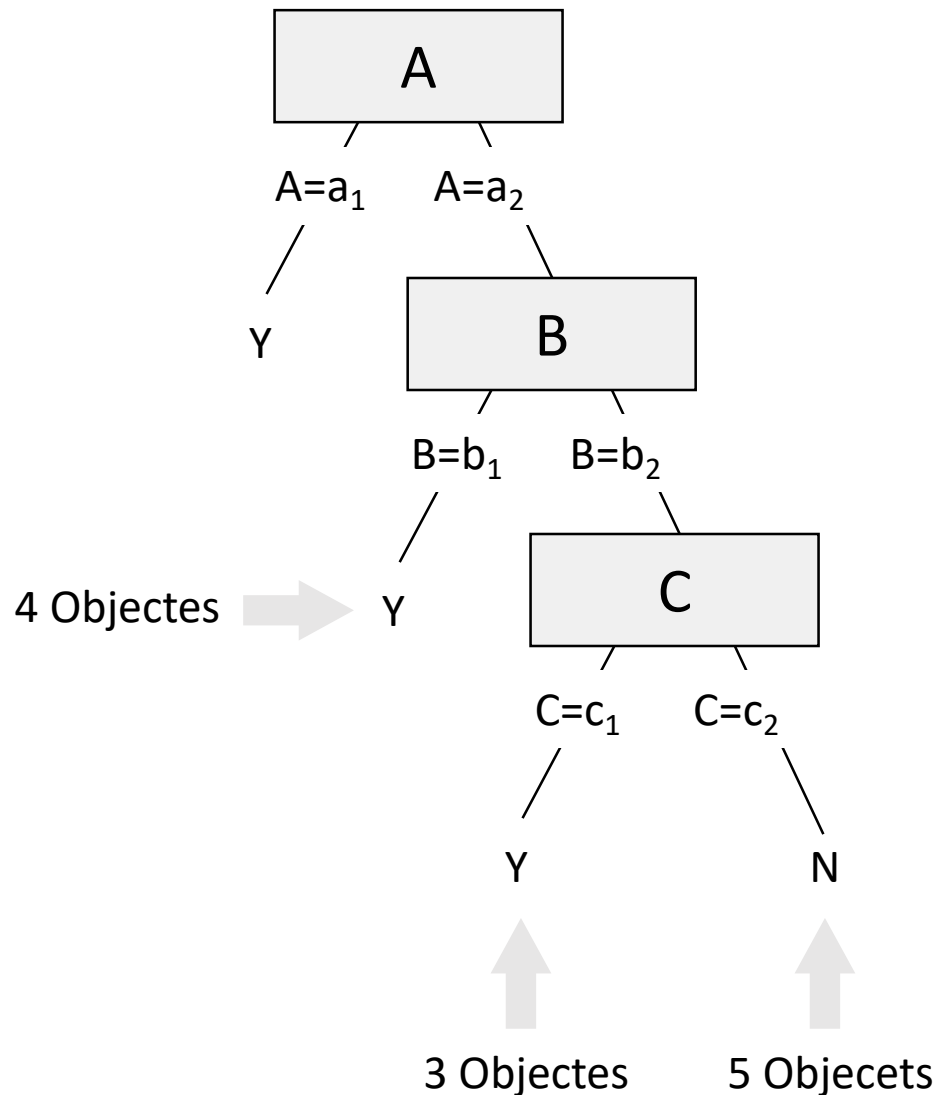 A
A=a₁ A=a₂
Y
B
B=b₁ B=b₂
4 Objectes
Y
C
C=c₁ C=c₂
Y N
3 Objectes 5 Objecets